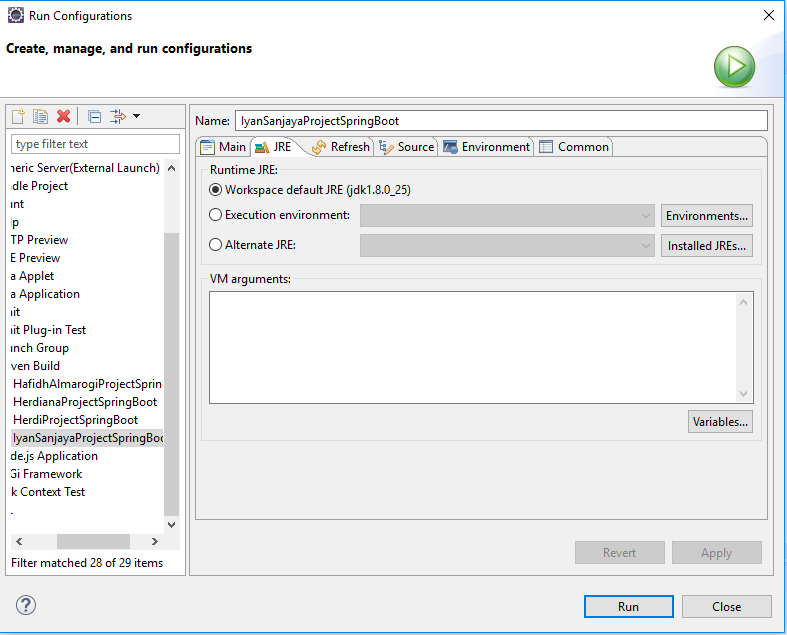 Run Configurations
Create, manage, and run configurations
type filter text
neric Server(External Launch)
dle Project
unt
lp
TP Preview
E Preview
a Applet
a Application
nit
nit Plug-in Test
unch Group
ven Build
HafidhAlmarogiProjectSprin
HerdianaProjectSpringBoot
HerdiProjectSpringBoot
IyanSanjayaProjectSpringBoo
de.js Application
Gi Framework
k Context Test
Filter matched 28 of 29 items
Name: IyanSanjayaProjectSpringBoot
Main JRE Refresh Source Environment Common
Runtime JRE:
Workspace default JRE (jdk1.8.0_25)
Execution environment: Environments...
Alternate JRE: Installed JREs...
VM arguments:
Variables...
Revert Apply
? Run Close